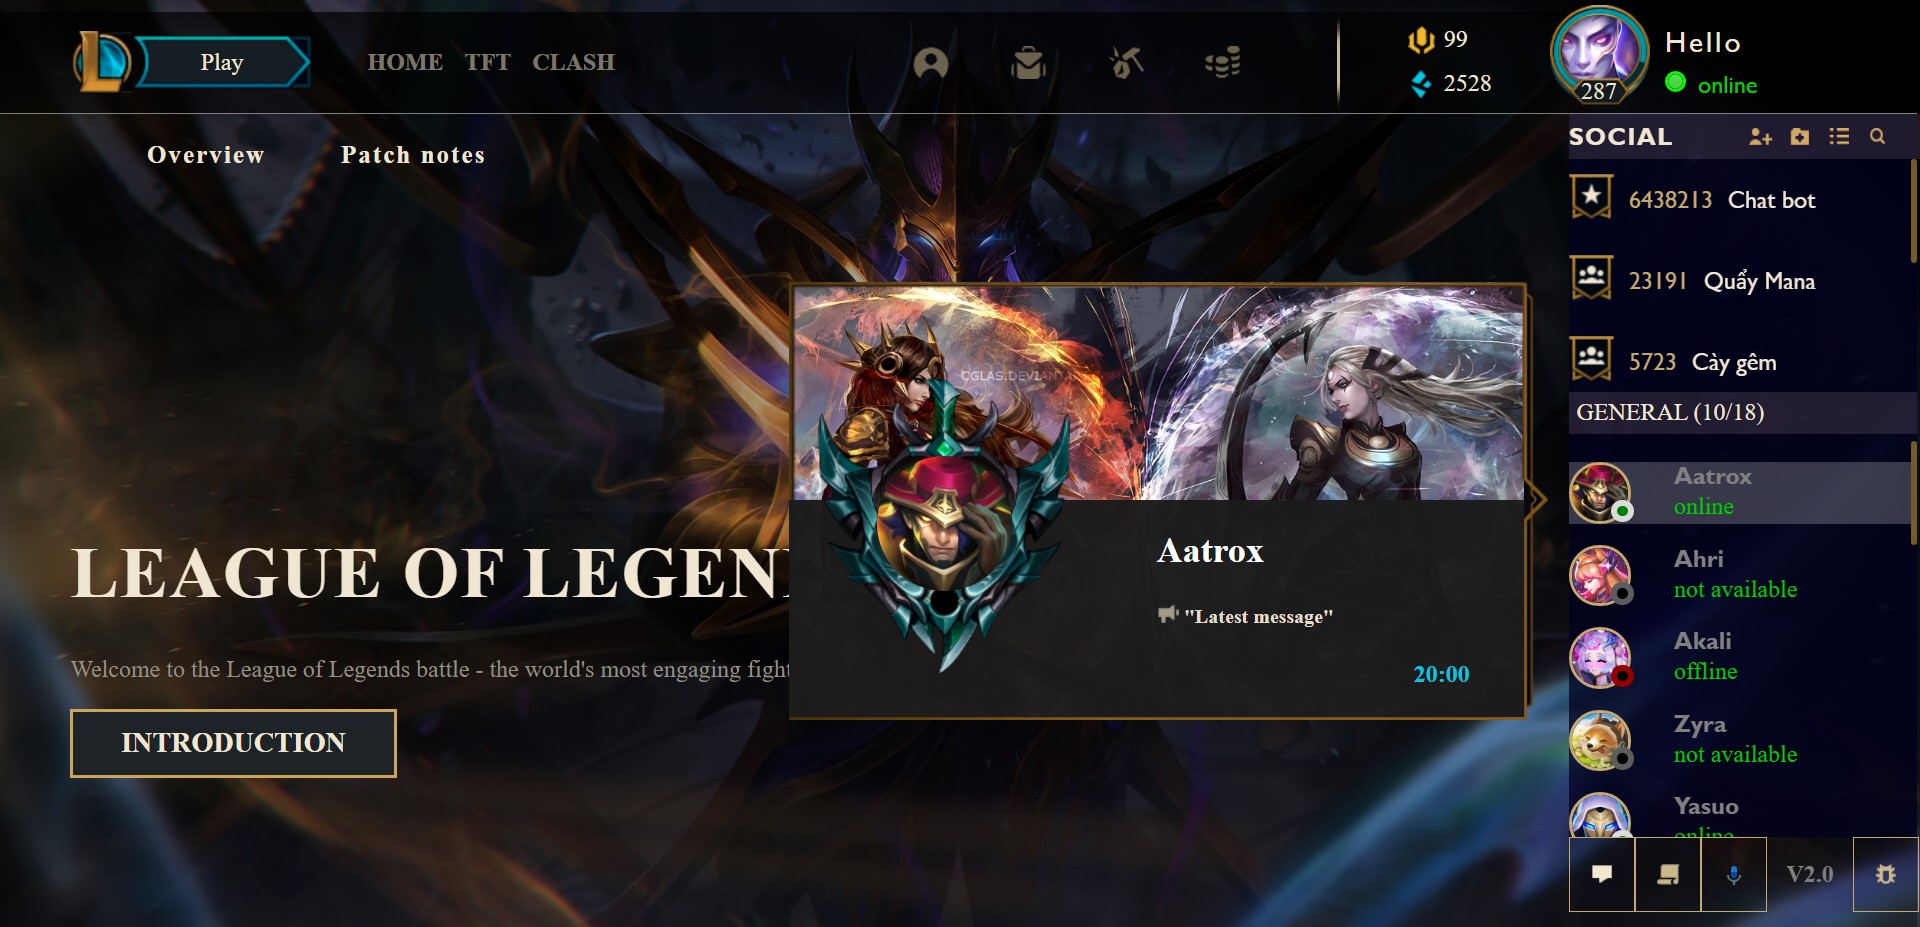 Play
HOME TFT CLASH
99
2528
287
Hello
online
Overview
Patch notes
SOCIAL
6438213 Chat bot
23191 Quẩy Mana
5723 Cày gêm
GENERAL (10/18)
Aatrox
online
Ahri
not available
Akali
offline
Zyra
not available
Yasuo
online
V2.0
CGLAS.DEVIANTA
Aatrox
"Latest message"
20:00
LEAGUE OF LEGEN
Welcome to the League of Legends battle - the world's most engaging fight
INTRODUCTION